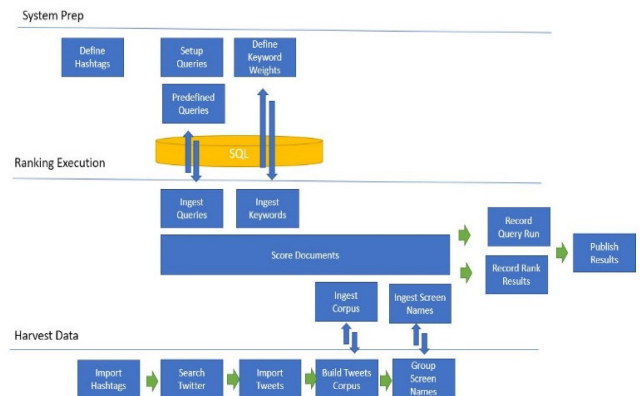 System Prep
Define
Hashtags
Setup
Queries
Define
Keyword
Weights
Predefined
Queries
SQL
Ranking Execution
Ingest
Queries
Ingest
Keywords
Score Documents
Record
Query Run
Record Rank
Results
Publish
Results
Ingest
Corpus
Ingest Screen
Names
Harvest Data
Import
Hashtags
Search
Twitter
Import
Tweets
Build Tweets
Corpus
Group
Screen
Names